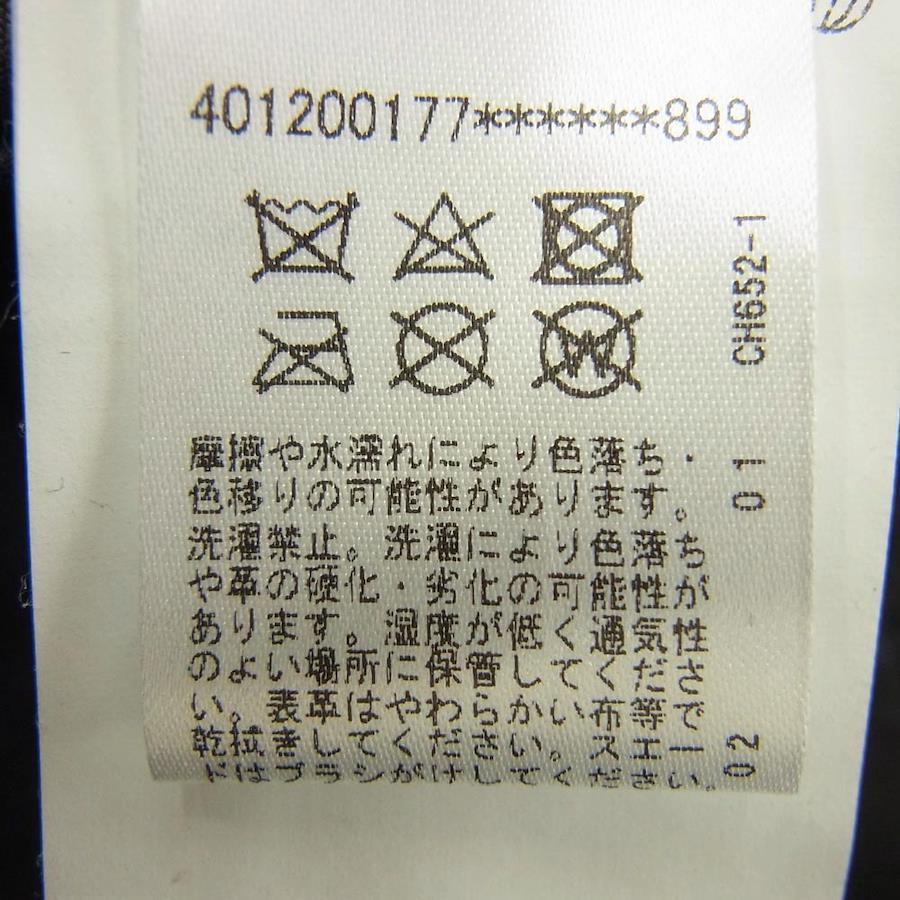 401200177******899
W
摩擦や水濡れにより色落ち・
色移りの可能性があります。
洗濯禁止。洗濯により色落ち
や革の硬化・劣化の可能性が
あります。湿度が低く通気性
のよい場所に保管してくださ
い。表革はやわらかい布等で
乾拭きしてください。スエー
ドはブラシがけしてください。
CH652-1
01
02